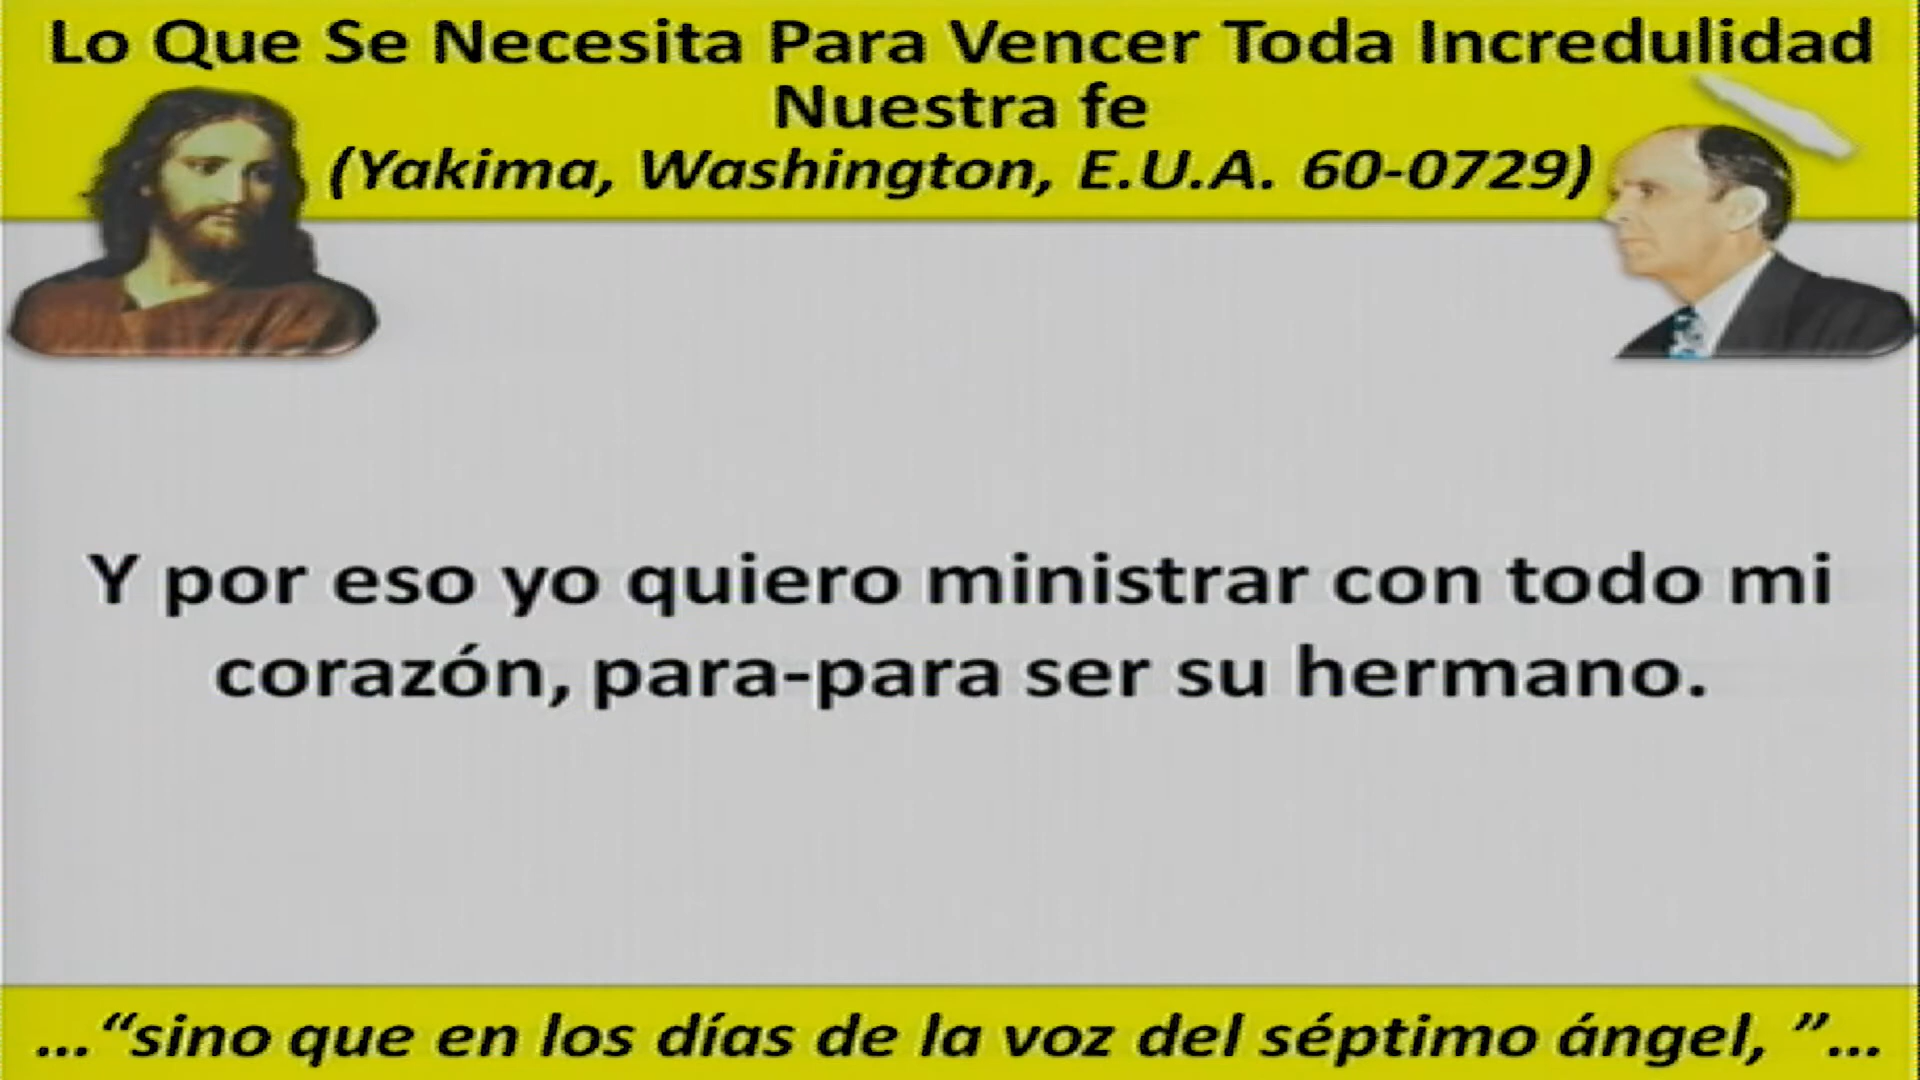 Lo Que Se Necesita Para Vencer Toda Incredulidad
Nuestra fe
(Yakima, Washington, E.U.A. 60-0729)
Y por eso yo quiero ministrar con todo mi
corazón, para-para ser su hermano.
...“sino que en los días de la voz del séptimo ángel, ”...